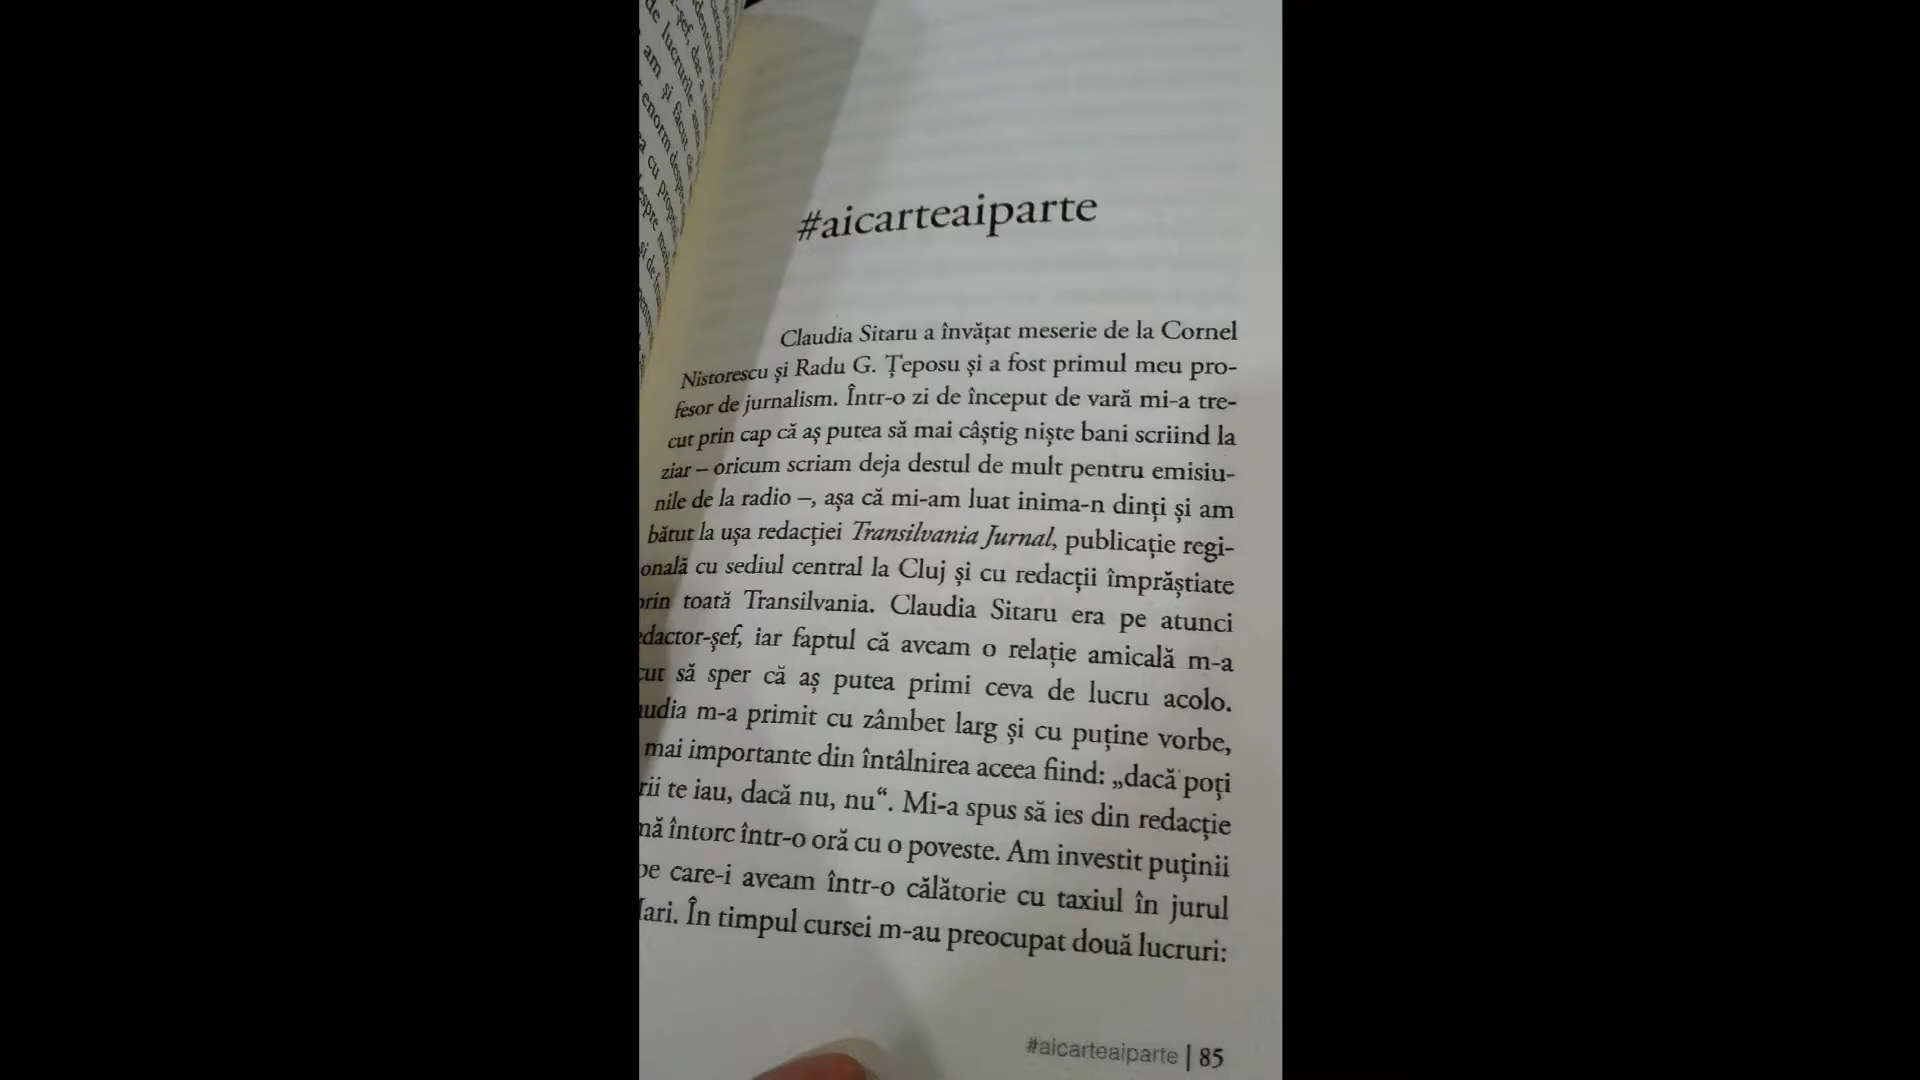 #aicarteaiparte
Claudia Sitaru a învățat meserie de la Cornel
Nistorescu și Radu G. Țeposu și a fost primul meu pro-
fesor de jurnalism. Într-o zi de început de vară mi-a tre-
cut prin cap că aș putea să mai câștig niște bani scriind la
ziar – oricum scriam deja destul de mult pentru emisiu-
nile de la radio –, așa că mi-am luat inima-n dinți și am
bătut la ușa redacției Transilvania Jurnal, publicație regi-
onală cu sediul central la Cluj și cu redacții împrăștiate
prin toată Transilvania. Claudia Sitaru era pe atunci
edactor-șef, iar faptul că aveam o relație amicală m-a
cut să sper că aș putea primi ceva de lucru acolo.
udia m-a primit cu zâmbet larg și cu puține vorbe,
mai importante din întâlnirea aceea fiind: „dacă poți
rii te iau, dacă nu, nu“. Mi-a spus să ies din redacție
mă întorc într-o oră cu o poveste. Am investit puținii
pe care-i aveam într-o călătorie cu taxiul în jurul
Mari. În timpul cursei m-au preocupat două lucruri:
#aicarteaiparte | 85